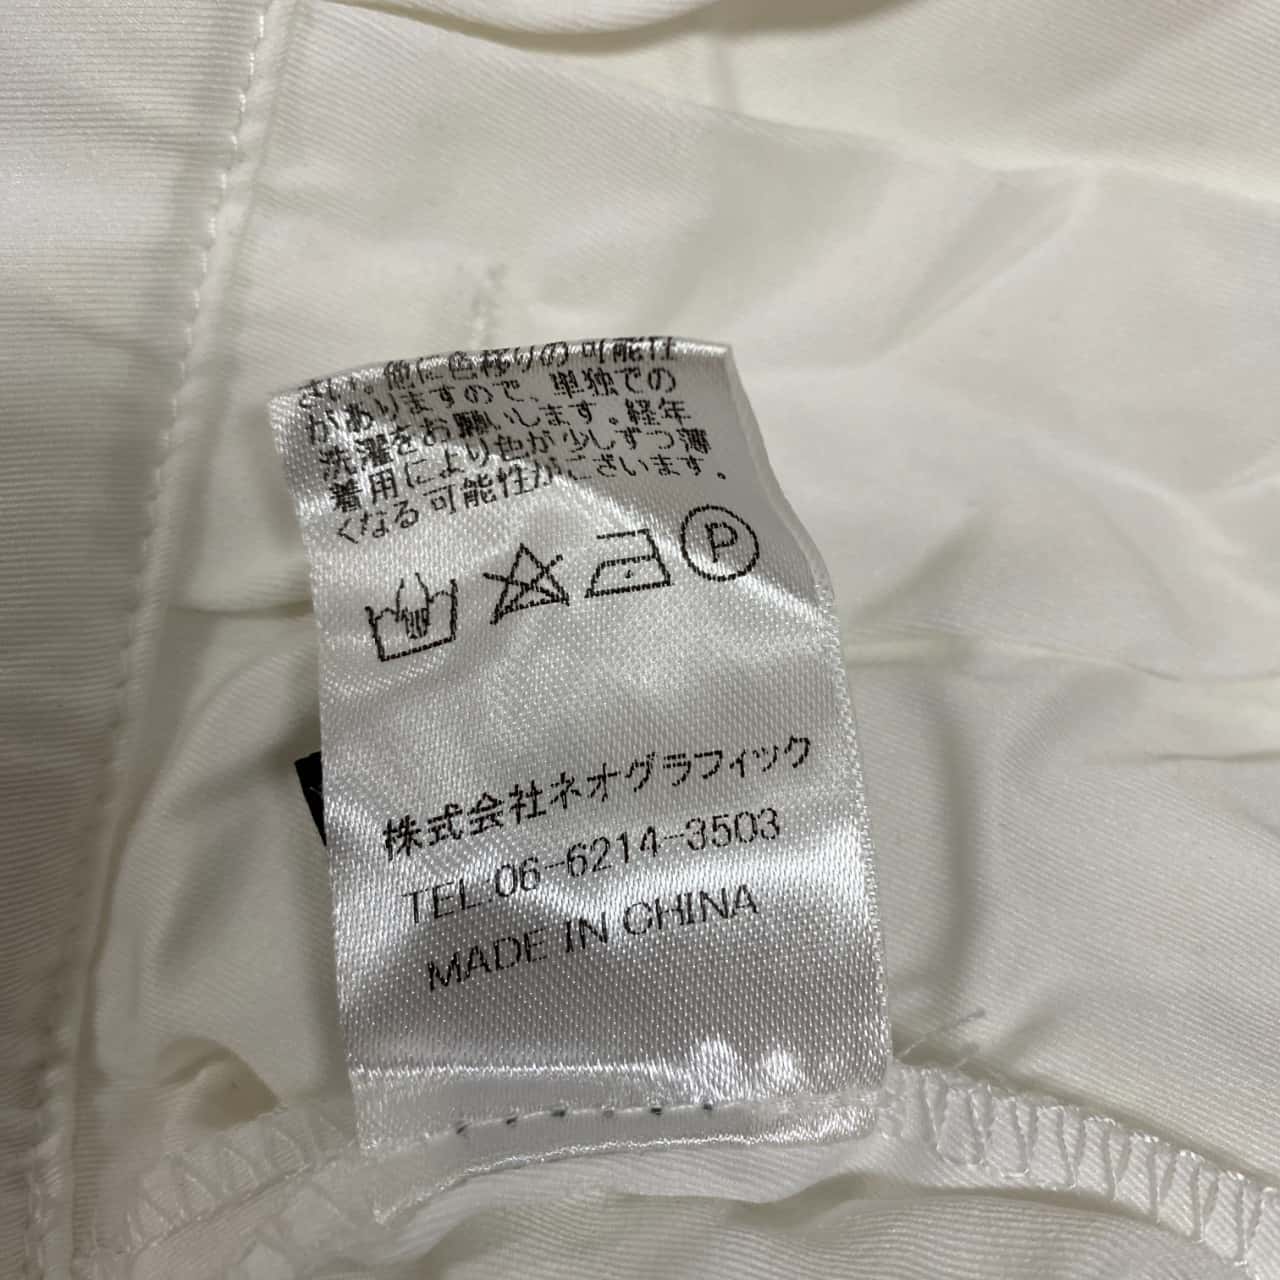 さい。他に色移りの可能性
がありますので、単独での
洗濯をお願いします。経年
着用により色が少しずつ薄
くなる可能性がございます。
P
株式会社ネオグラフィック
TEL.06-6214-3503
MADE IN CHINA